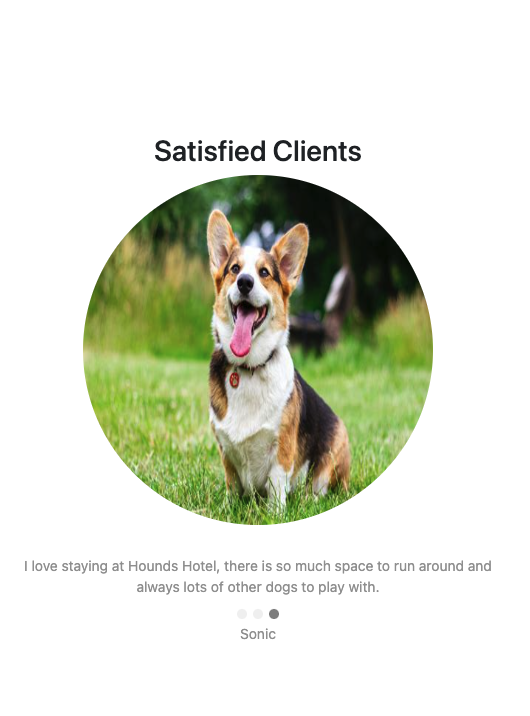 Satisfied Clients
I love staying at Hounds Hotel, there is so much space to run around and
always lots of other dogs to play with.
Sonic